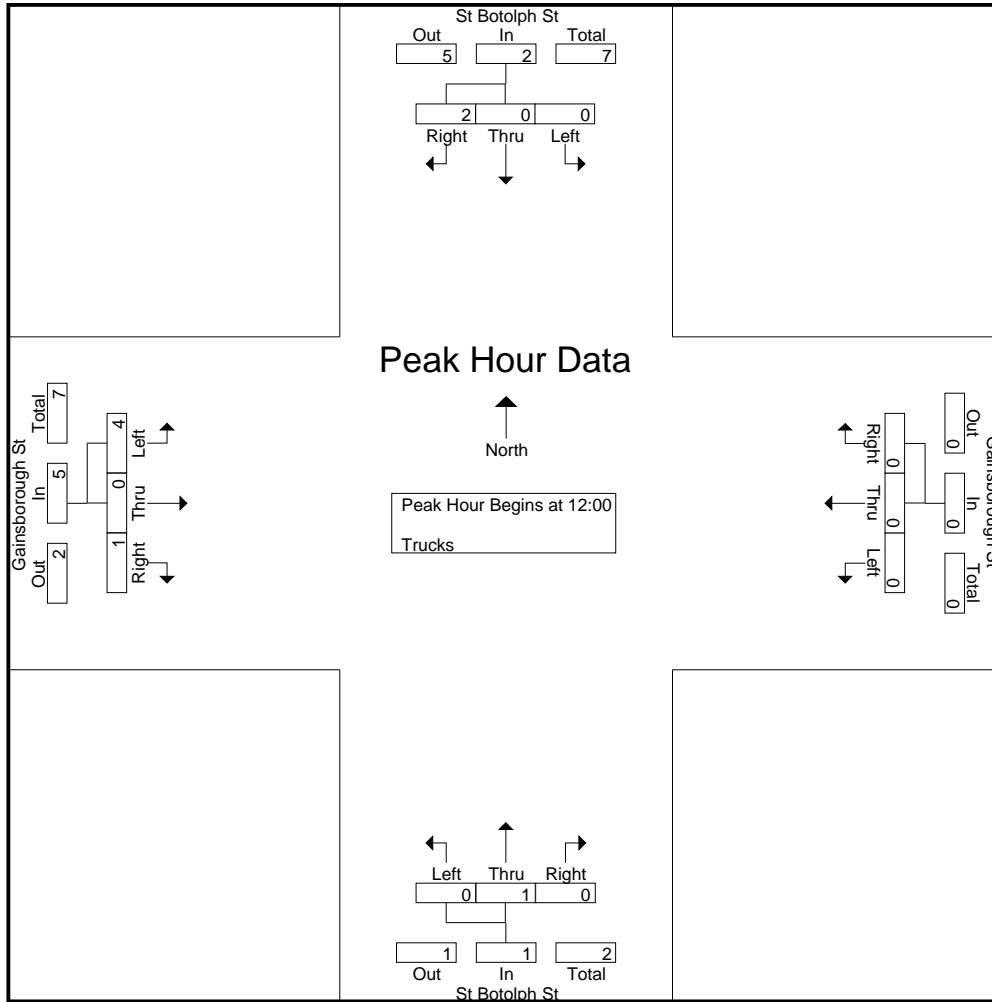 St Botolph St
Out In Total
5 2 7
2 0 0
Right Thru Left
Peak Hour Data
North
Peak Hour Begins at 12:00
Trucks
Gainsborough St
Total In Out
7 5 2
4 0 1
Left Thru Right
Gainsborough St
Out In Total
0 0 0
Right Thru Left
0 0 0
Left Thru Right
0 1 0
1 1 2
Out In Total
St Botolph St